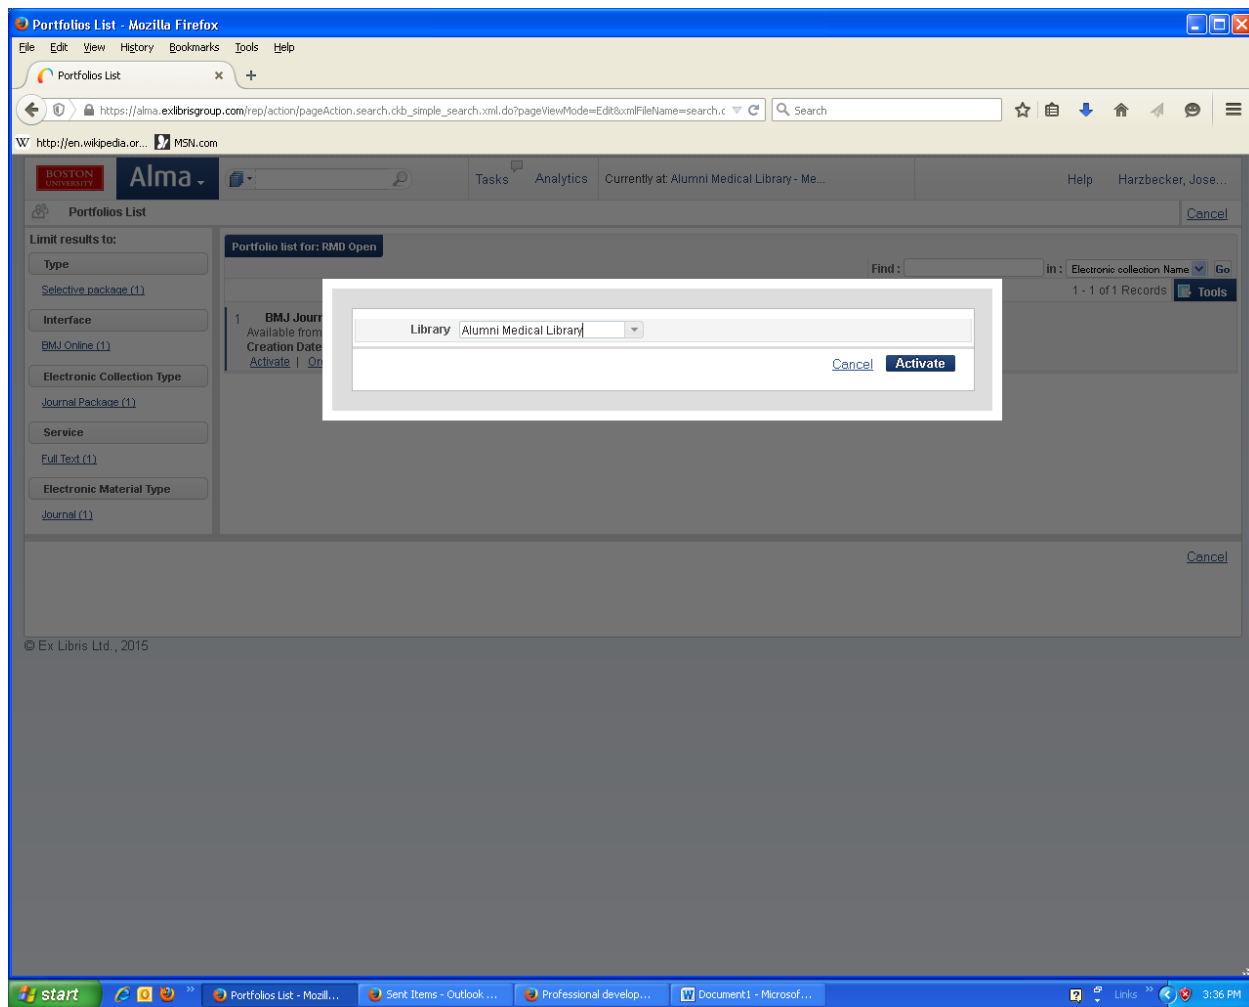 Portfolios List - Mozilla Firefox
File Edit View History Bookmarks Tools Help
Portfolios List × +
https://alma.exlibrisgroup.com/rep/action/pageAction.search.ckb_simple_search.xml.do?pageViewMode=Edit&xmlFileName=search.c Search
W http://en.wikipedia.or... MSN.com
BOSTON UNIVERSITY Alma Tasks Analytics Currently at: Alumni Medical Library - Me... Help Harzbecker, Jose...
Portfolios List Cancel
Limit results to:
Type
Selective package (1)
Interface
BMJ Online (1)
Electronic Collection Type
Journal Package (1)
Service
Full Text (1)
Electronic Material Type
Journal (1)
Portfolio list for: RMD Open
Find : in : Electronic collection Name Go
1 - 1 of 1 Records Tools
1 BMJ Journ
Available from
Creation Date
Activate | Or
Library Alumni Medical Library
Cancel Activate
Cancel
© Ex Libris Ltd., 2015
start Portfolios List - Mozill... Sent Items - Outlook ... Professional develop... Document1 - Microsof... Links 3:36 PM